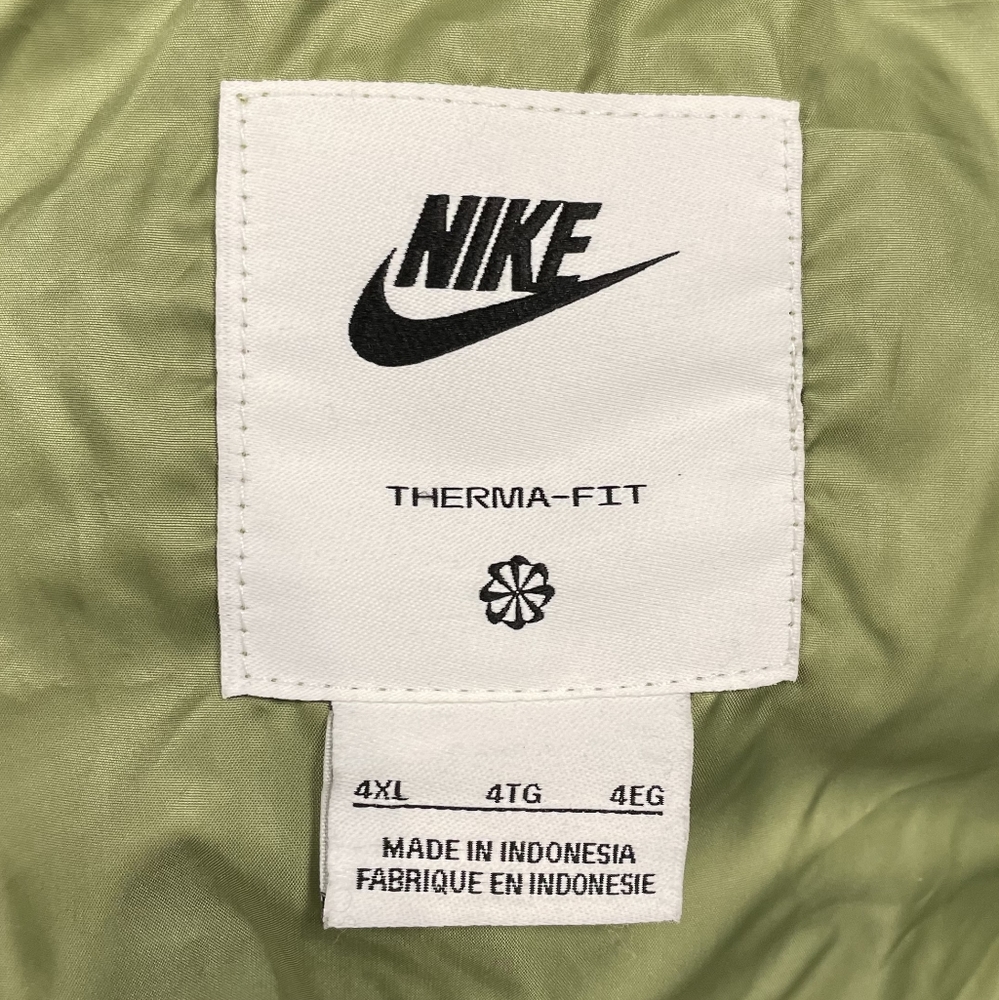 NIKE
THERMA-FIT
4XL 4TG 4EG
MADE IN INDONESIA
FABRIQUE EN INDONESIE